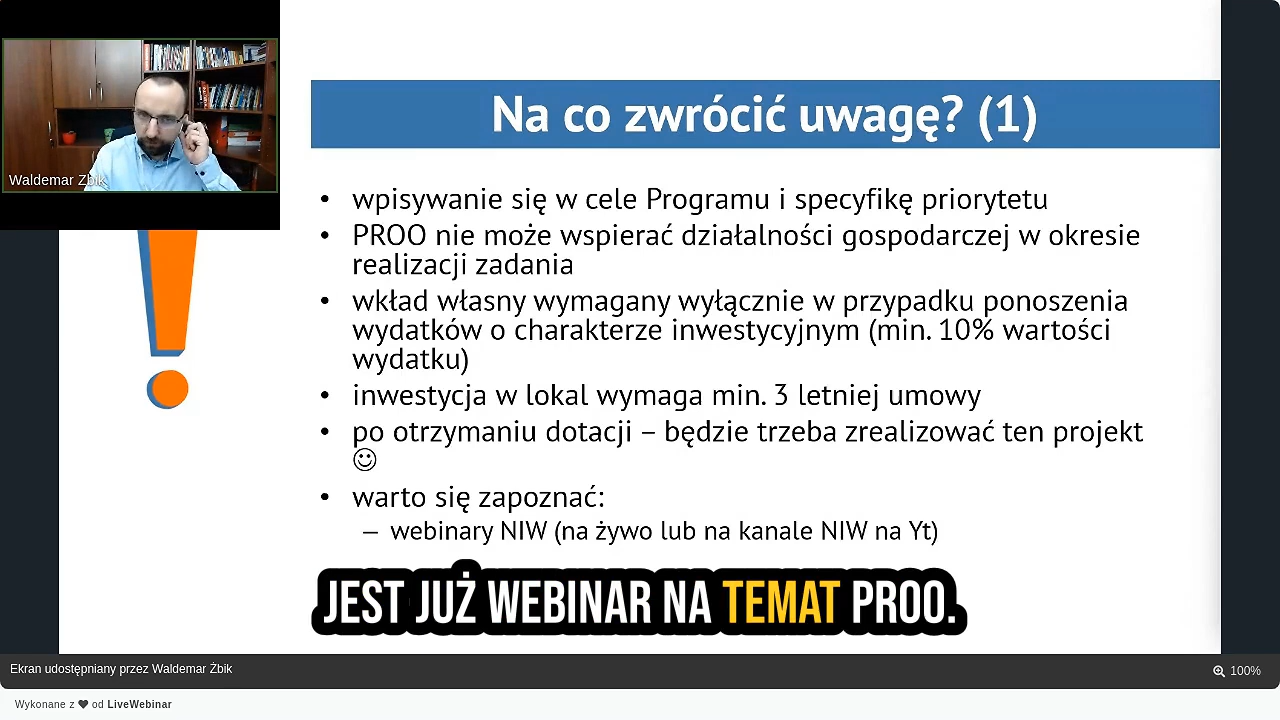 Waldemar Żbik
Na co zwrócić uwagę? (1)
• wpisywanie się w cele Programu i specyfikę priorytetu
• PROO nie może wspierać działalności gospodarczej w okresie
realizacji zadania
• wkład własny wymagany wyłącznie w przypadku ponoszenia
wydatków o charakterze inwestycyjnym (min. 10% wartości
wydatku)
• inwestycja w lokal wymaga min. 3 letniej umowy
• po otrzymaniu dotacji – będzie trzeba zrealizować ten projekt
☺
• warto się zapoznać:
– webinary NIW (na żywo lub na kanale NIW na Yt)
JEST JUŻ WEBINAR NA TEMAT PROO.
Ekran udostępniany przez Waldemar Żbik
100%
Wykonane z ♥ od LiveWebinar